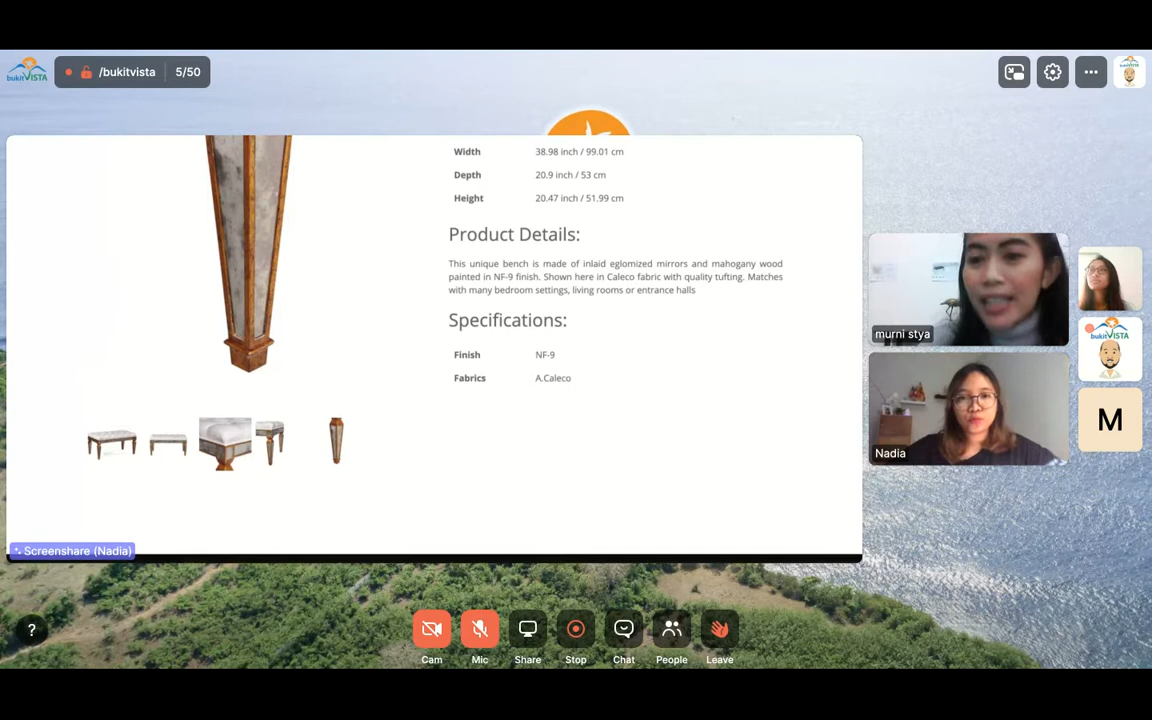 bukitVISTA
/bukitvista
5/50
Width 38.98 inch / 99.01 cm
Depth 20.9 inch / 53 cm
Height 20.47 inch / 51.99 cm
Product Details:
This unique bench is made of inlaid eglomized mirrors and mahogany wood
painted in NF-9 finish. Shown here in Caleco fabric with quality tufting. Matches
with many bedroom settings, living rooms or entrance halls
Specifications:
Finish NF-9
Fabrics A.Caleco
Screenshare (Nadia)
murni stya
Nadia
bukitVISTA
M
?
Cam
Mic
Share
Stop
Chat
People
Leave